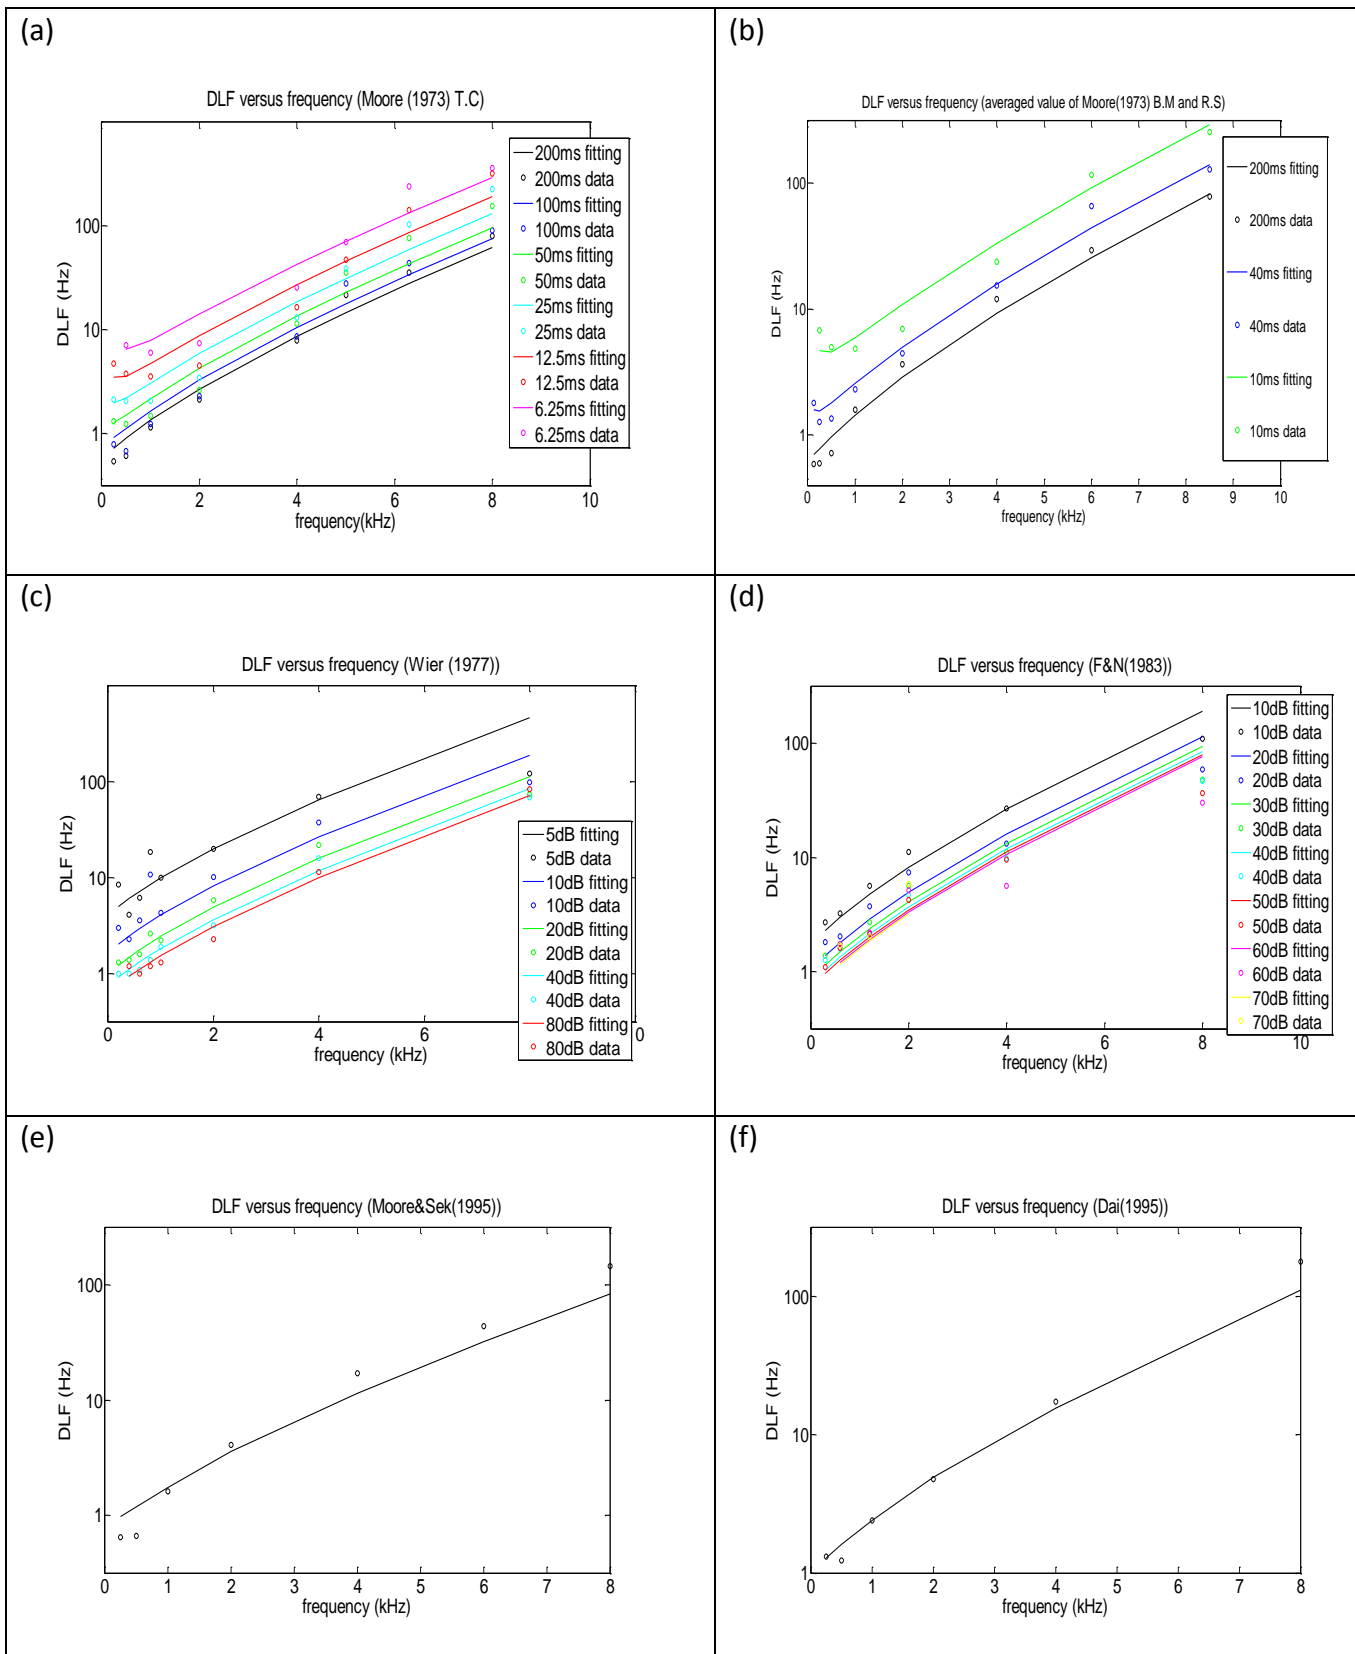 (a)
DLF versus frequency (Moore (1973) T.C)
DLF (Hz)
100
10
1
0 2 4 6 8 10
frequency(kHz)
200ms fitting
200ms data
100ms fitting
100ms data
50ms fitting
50ms data
25ms fitting
25ms data
12.5ms fitting
12.5ms data
6.25ms fitting
6.25ms data
(b)
DLF versus frequency (averaged value of Moore(1973) B.M and R.S)
DLF (Hz)
100
10
1
0 1 2 3 4 5 6 7 8 9 10
frequency (kHz)
200ms fitting
200ms data
40ms fitting
40ms data
10ms fitting
10ms data
(c)
DLF versus frequency (Wier (1977))
DLF (Hz)
100
10
1
0 2 4 6 0
frequency (kHz)
5dB fitting
5dB data
10dB fitting
10dB data
20dB fitting
20dB data
40dB fitting
40dB data
80dB fitting
80dB data
(d)
DLF versus frequency (F&N(1983))
DLF (Hz)
100
10
1
0 2 4 6 8 10
frequency (kHz)
10dB fitting
10dB data
20dB fitting
20dB data
30dB fitting
30dB data
40dB fitting
40dB data
50dB fitting
50dB data
60dB fitting
60dB data
70dB fitting
70dB data
(e)
DLF versus frequency (Moore&Sek(1995))
DLF (Hz)
100
10
1
0 1 2 3 4 5 6 7 8
frequency (kHz)
(f)
DLF versus frequency (Dai(1995))
DLF (Hz)
100
10
1
0 1 2 3 4 5 6 7 8
frequency (kHz)